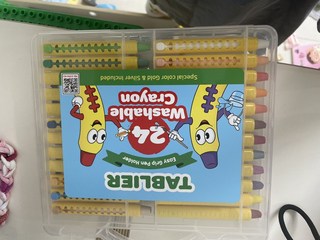 TABLIER
Easy Grip Pen Holder
24
Washable
Crayon
Special color Gold & Silver Included